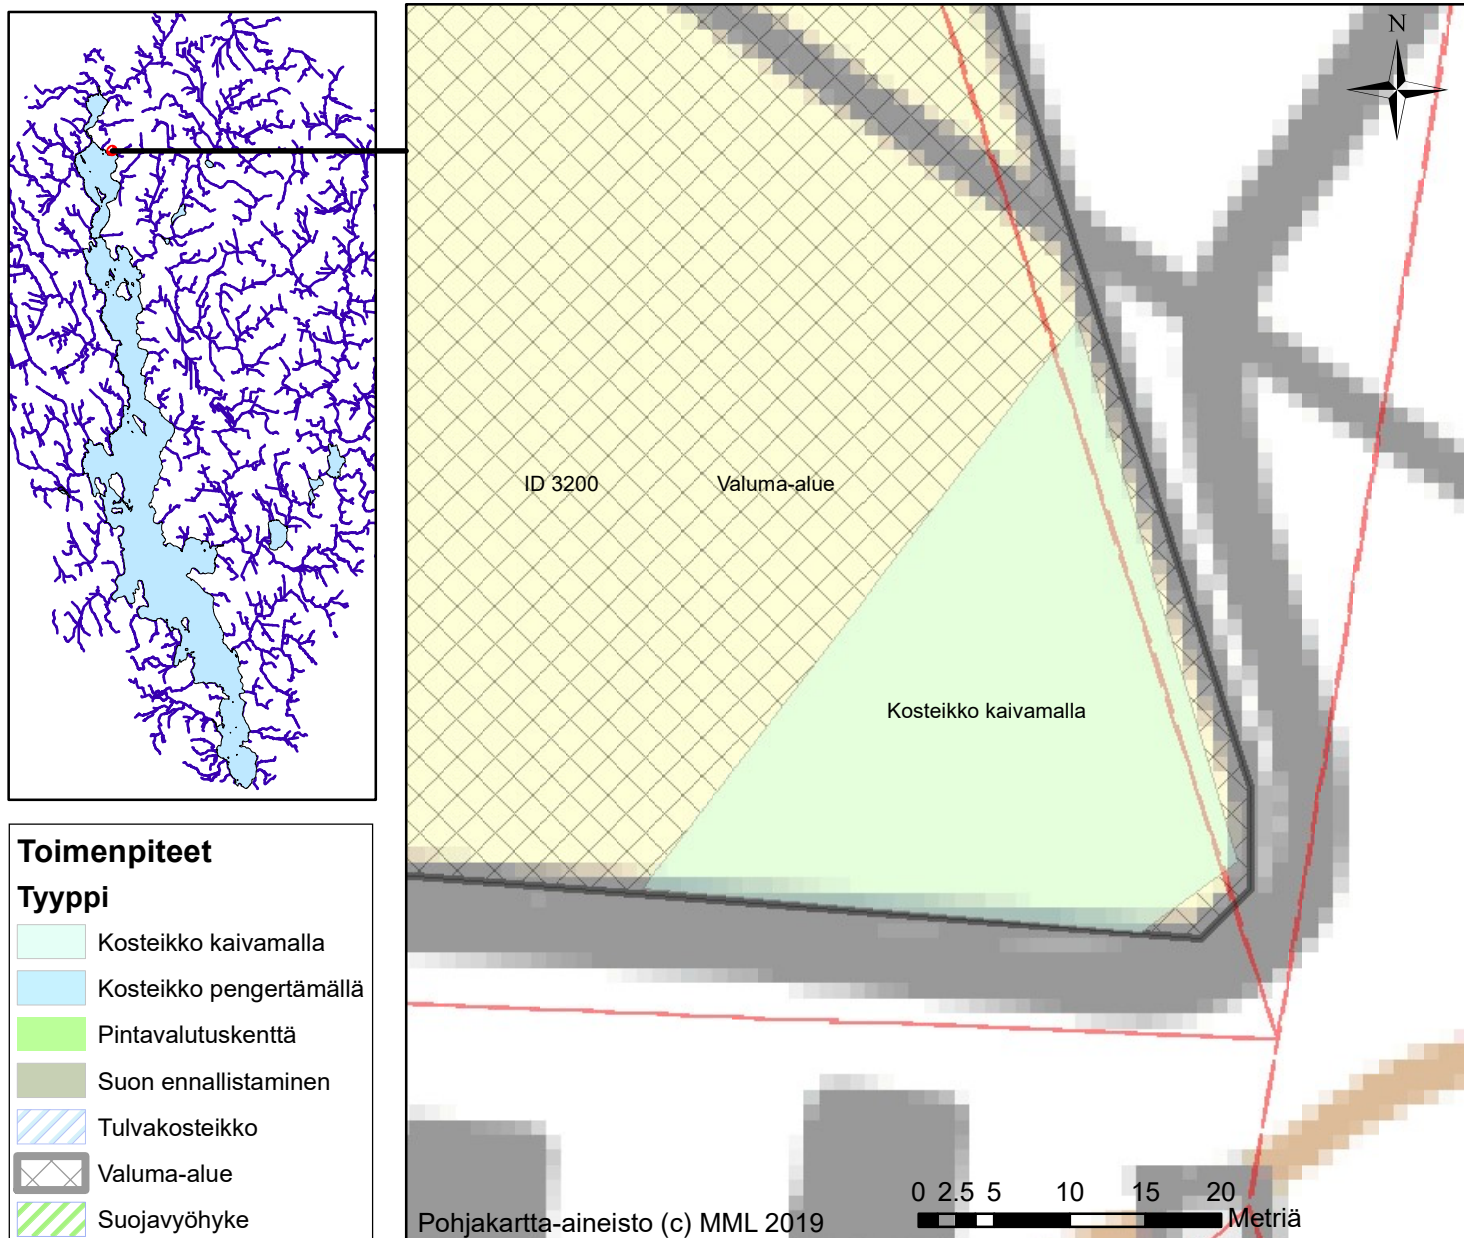 N
ID 3200
Valuma-alue
Kosteikko kaivamalla
Toimenpiteet
Tyyppi
Kosteikko kaivamalla
Kosteikko pengertämällä
Pintavalutuskenttä
Suon ennallistaminen
Tulvakosteikko
Valuma-alue
Suojavyöhyke
0 2.5 5 10 15 20
Metriä
Pohjakartta-aineisto (c) MML 2019